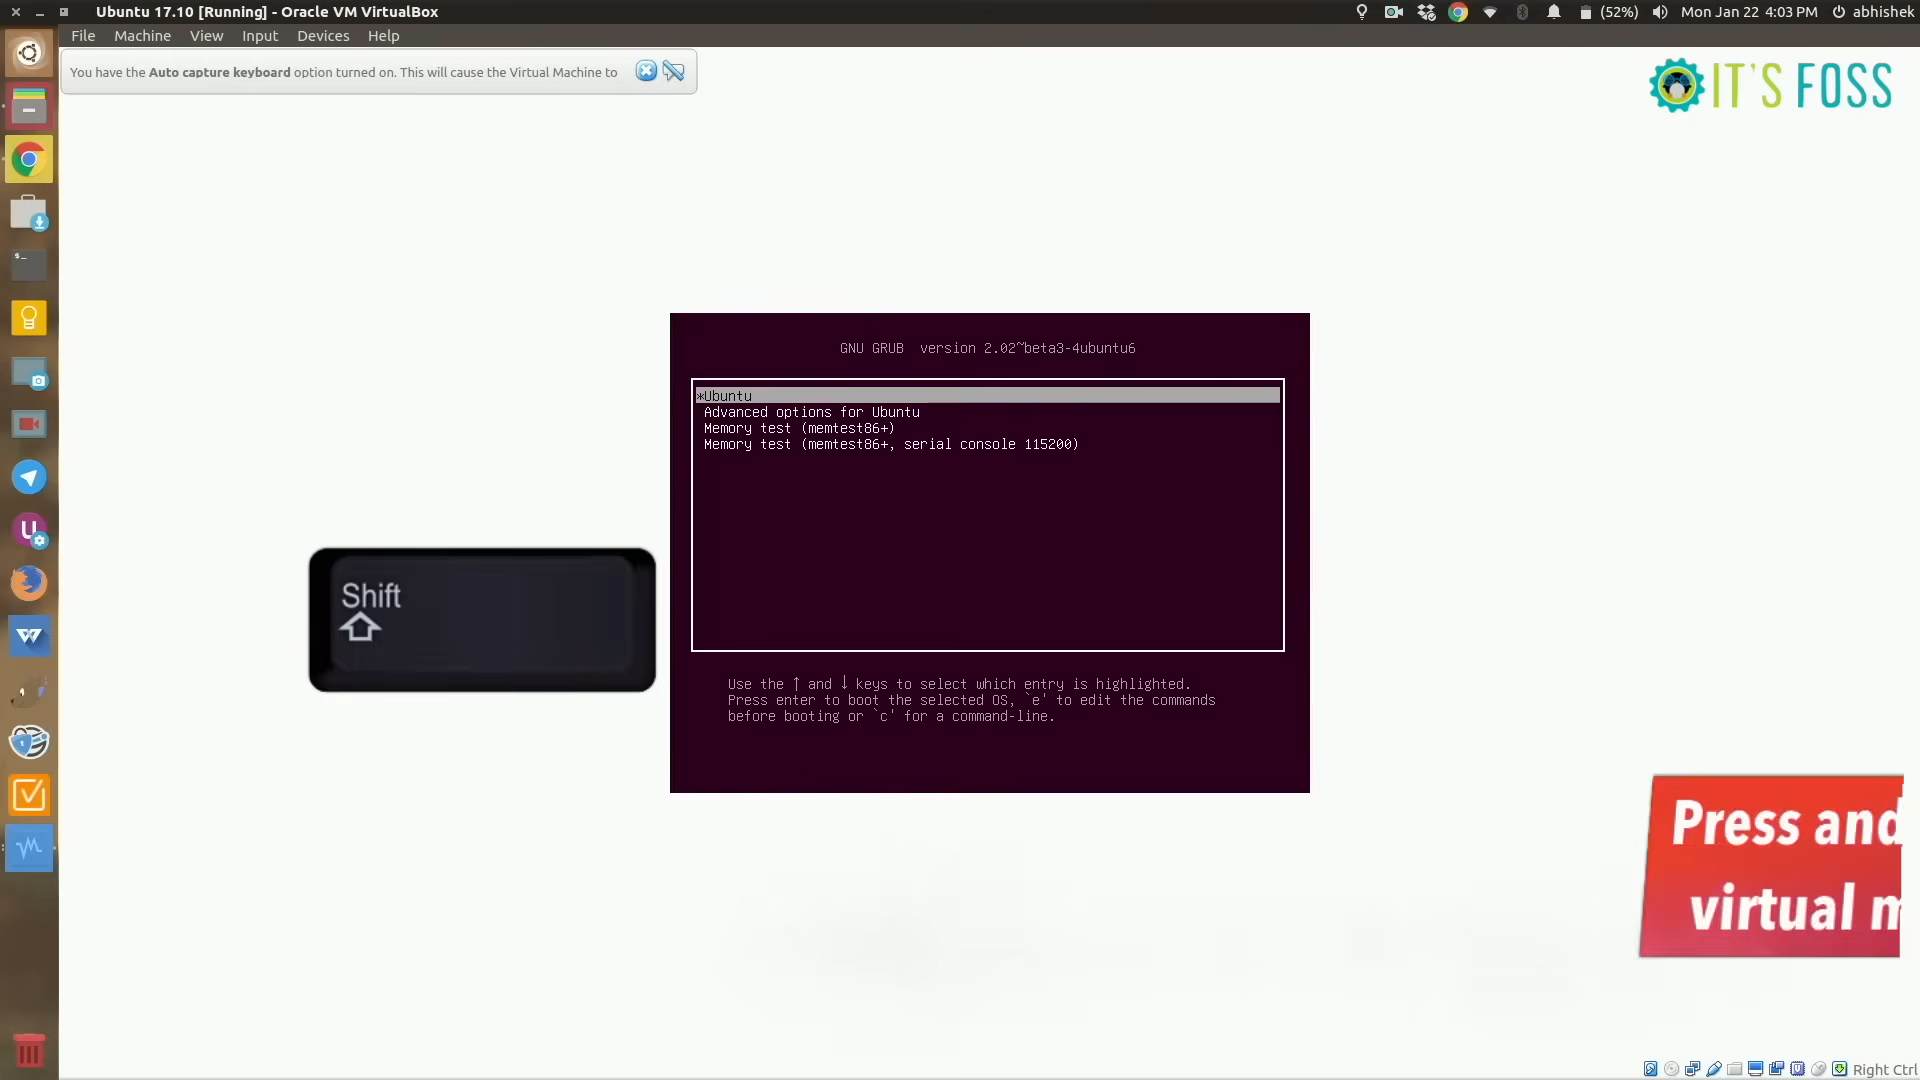 Ubuntu 17.10 [Running] - Oracle VM VirtualBox
(52%)
Mon Jan 22 4:03 PM
abhishek
File Machine View Input Devices Help
You have the Auto capture keyboard option turned on. This will cause the Virtual Machine to
IT'S FOSS
GNU GRUB version 2.02~beta3-4ubuntu6
*Ubuntu
Advanced options for Ubuntu
Memory test (memtest86+)
Memory test (memtest86+, serial console 115200)
Shift
Use the ↑ and ↓ keys to select which entry is highlighted.
Press enter to boot the selected OS, `e' to edit the commands
before booting or `c' for a command-line.
Press and
virtual m
Right Ctrl